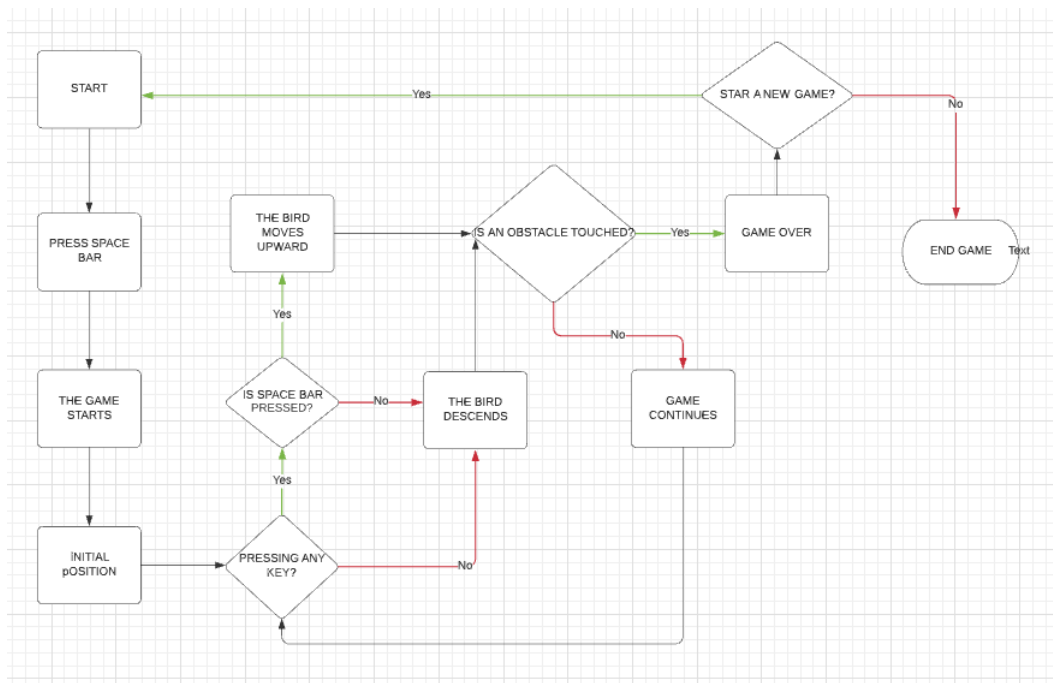 START
Yes
STAR A NEW GAME?
No
PRESS SPACE
BAR
THE BIRD
MOVES
UPWARD
IS AN OBSTACLE TOUCHED?
Yes
GAME OVER
END GAME
Text
Yes
No
THE GAME
STARTS
IS SPACE BAR
PRESSED?
No
THE BIRD
DESCENDS
GAME
CONTINUES
Yes
INITIAL
pOSITION
PRESSING ANY
KEY?
No